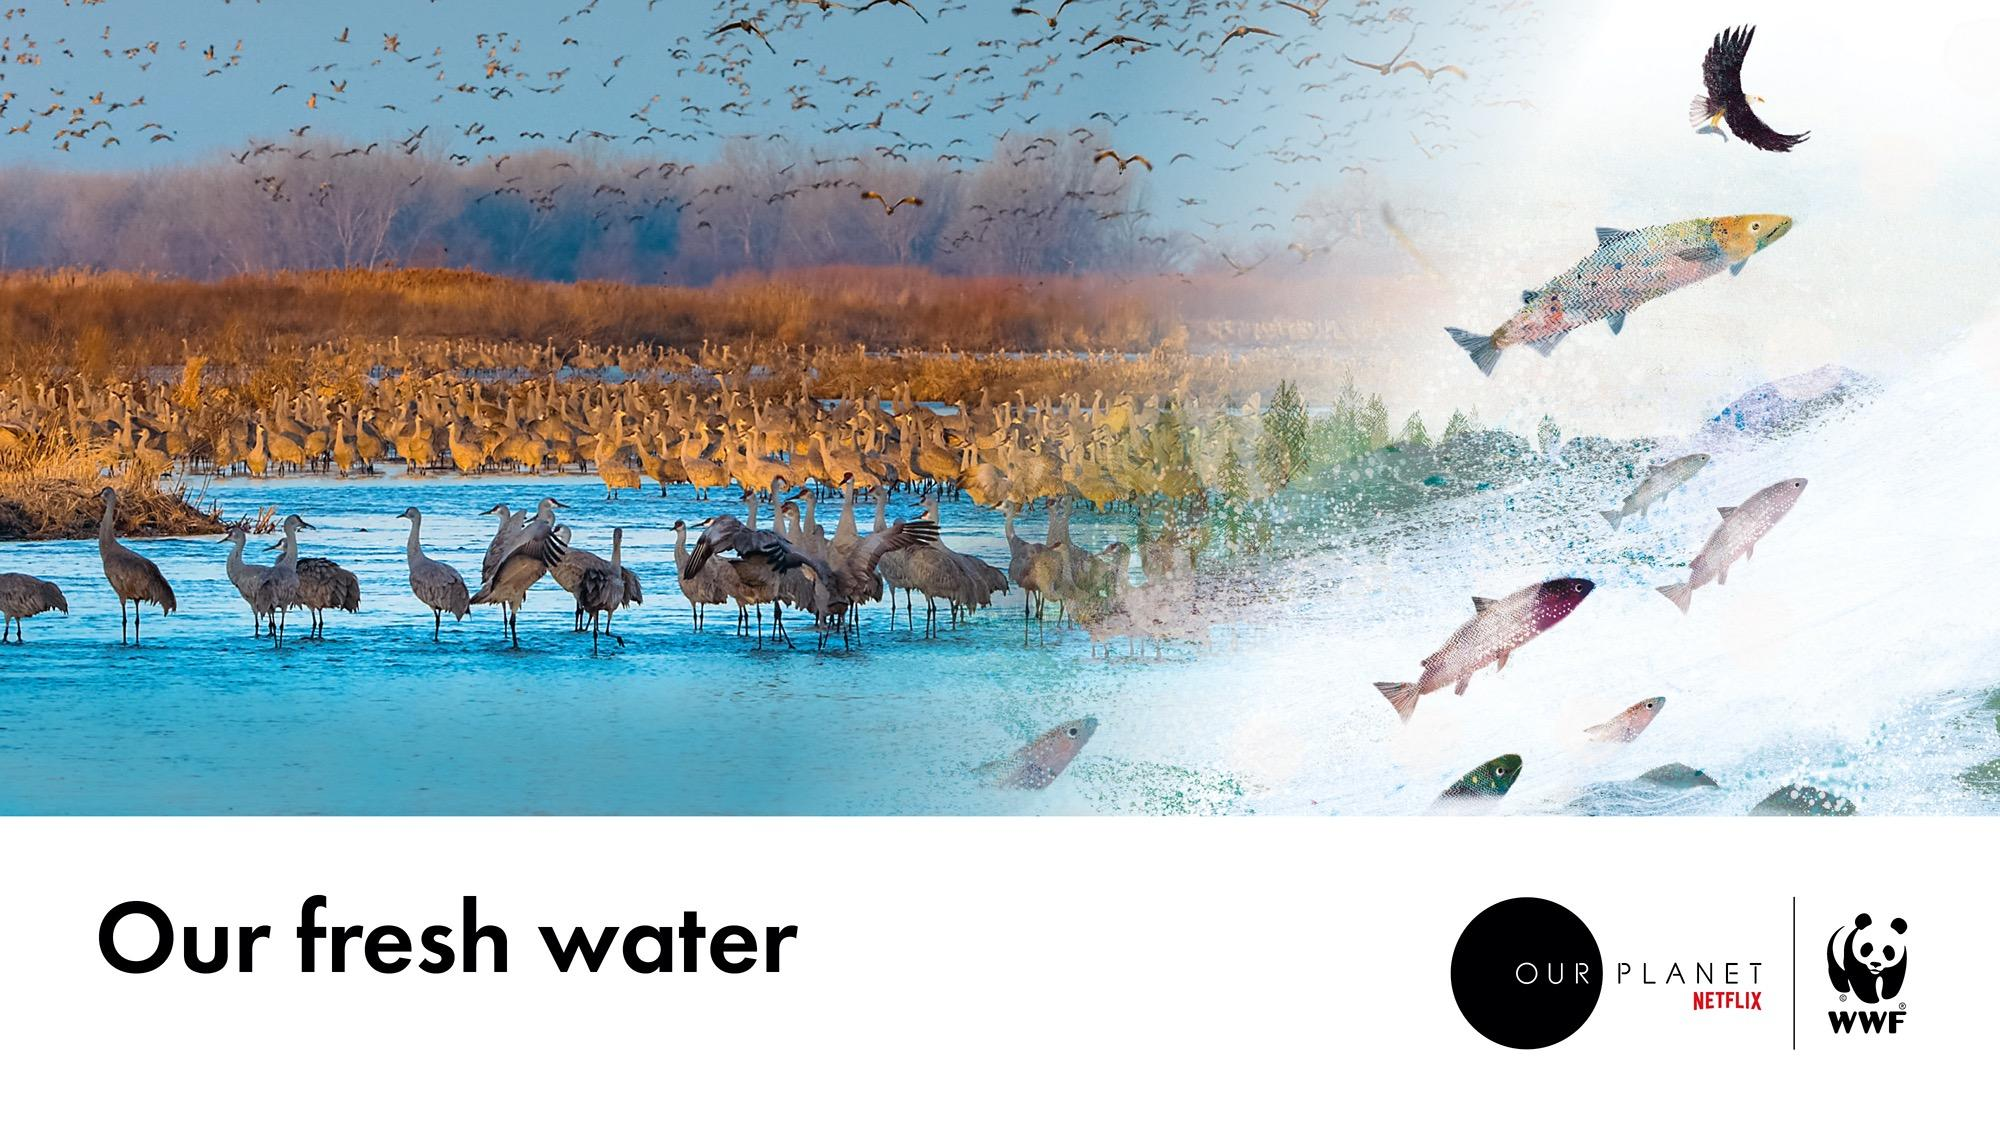 Our fresh water
OUR PLANET
NETFLIX
©
®
WWF